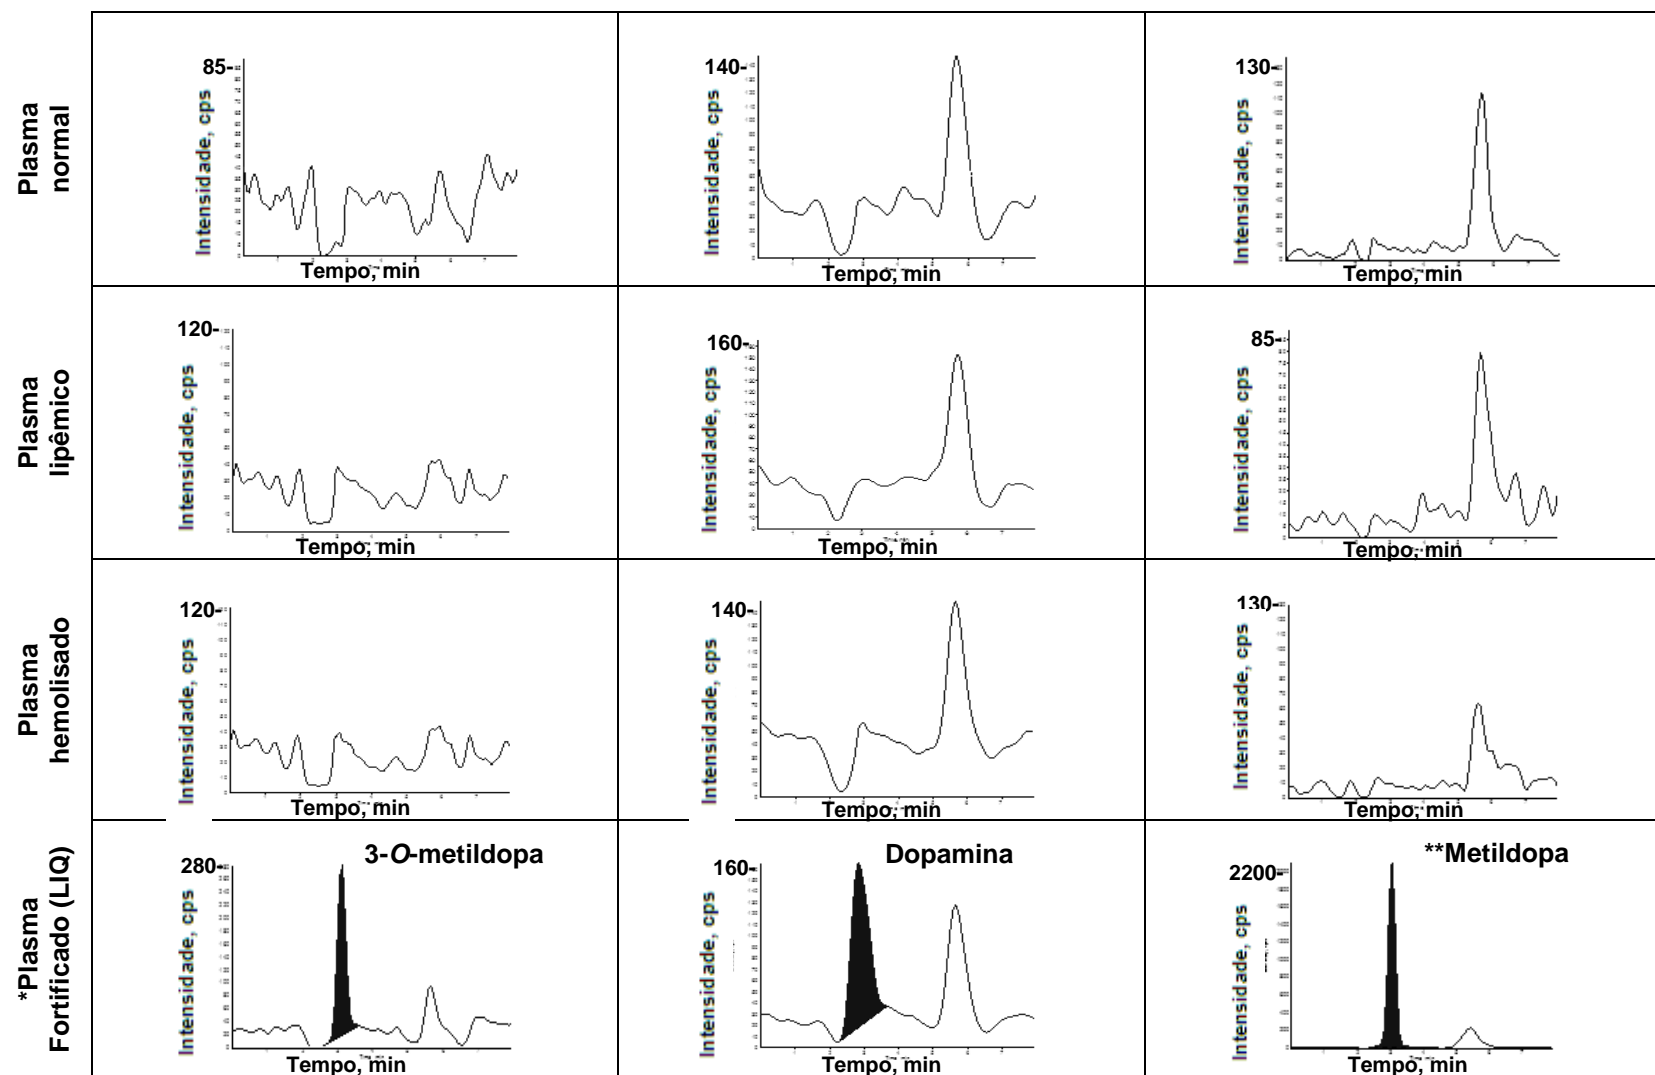 Plasma
normal
85-
Intensidade, cps
Tempo, min
140-
Intensidade, cps
Tempo, min
130-
Intensidade, cps
Tempo, min
Plasma
lipêmico
120-
Intensidade, cps
Tempo, min
160-
Intensidade, cps
Tempo, min
85-
Intensidade, cps
Tempo, min
Plasma
hemolisado
120-
Intensidade, cps
Tempo, min
140-
Intensidade, cps
Tempo, min
130-
Intensidade, cps
Tempo, min
*Plasma
Fortificado (LIQ)
3-O-metildopa
280-
Intensidade, cps
Tempo, min
Dopamina
160-
Intensidade, cps
Tempo, min
**Metildopa
2200-
Intensidade, cps
Tempo, min